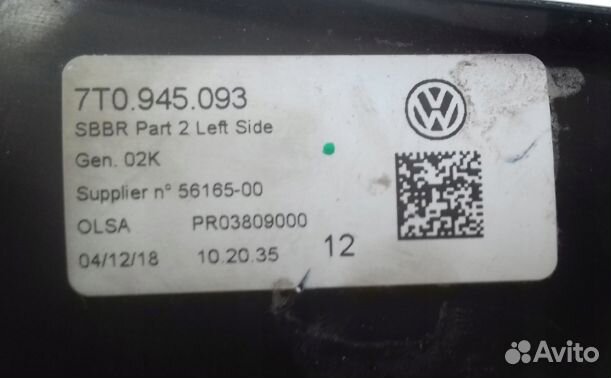 7T0.945.093
SBBR Part 2 Left Side
Gen. 02K
Supplier n° 56165-00
OLSA PR03809000
04/12/18 10.20.35 12
Avito